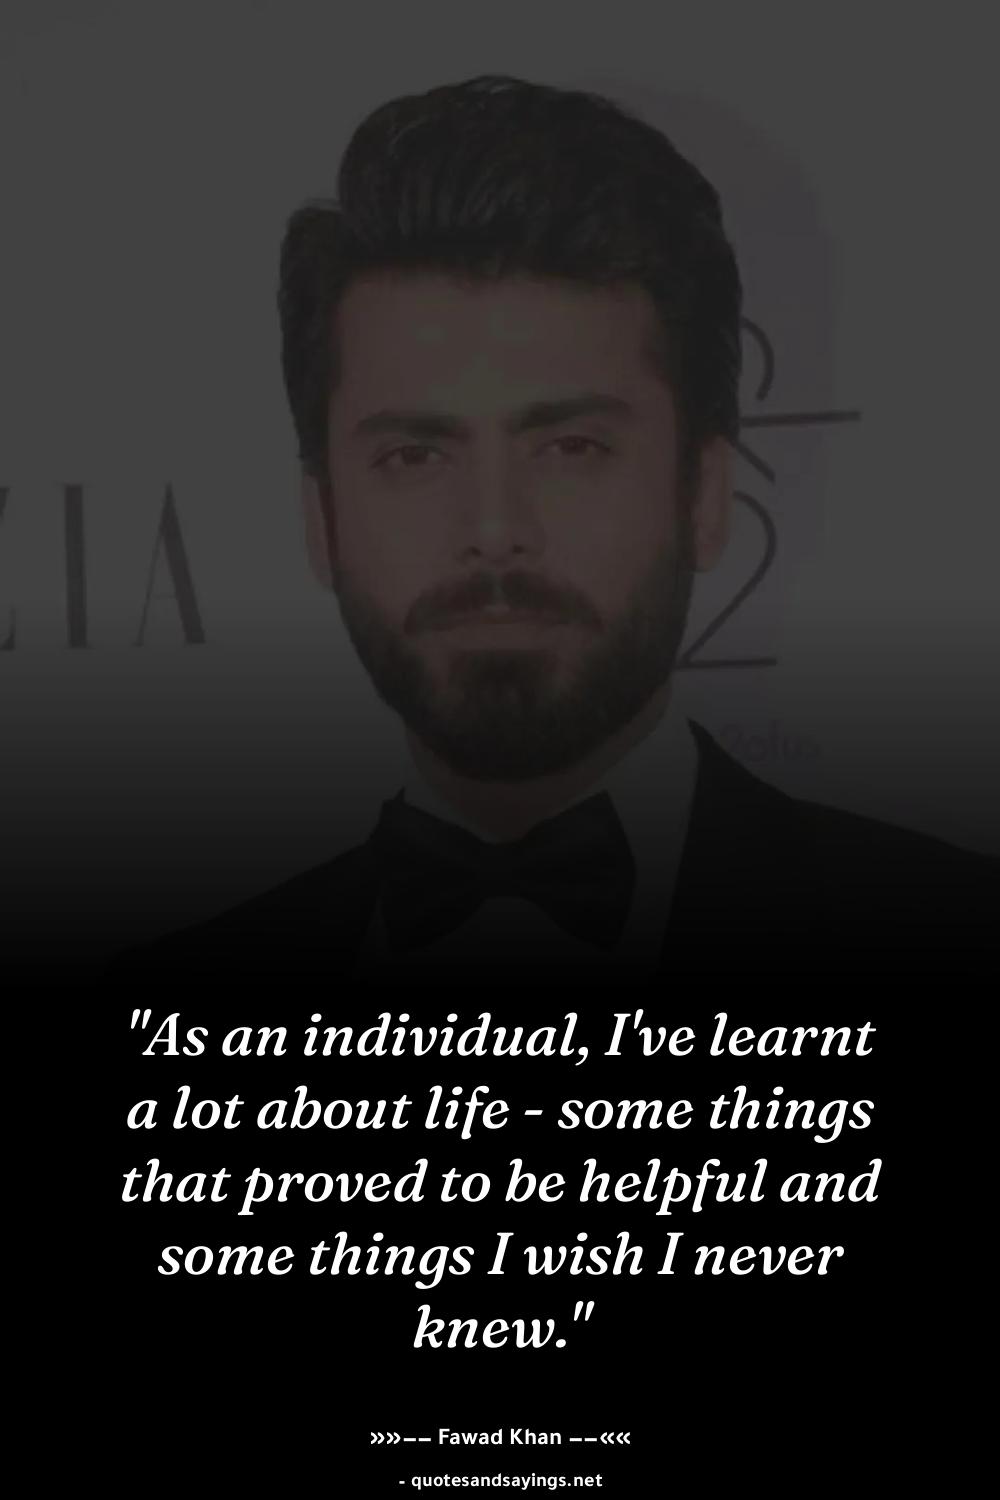 ZIA
"As an individual, I've learnt
a lot about life - some things
that proved to be helpful and
some things I wish I never
knew."
»»—— Fawad Khan ——««
- quotesandsayings.net